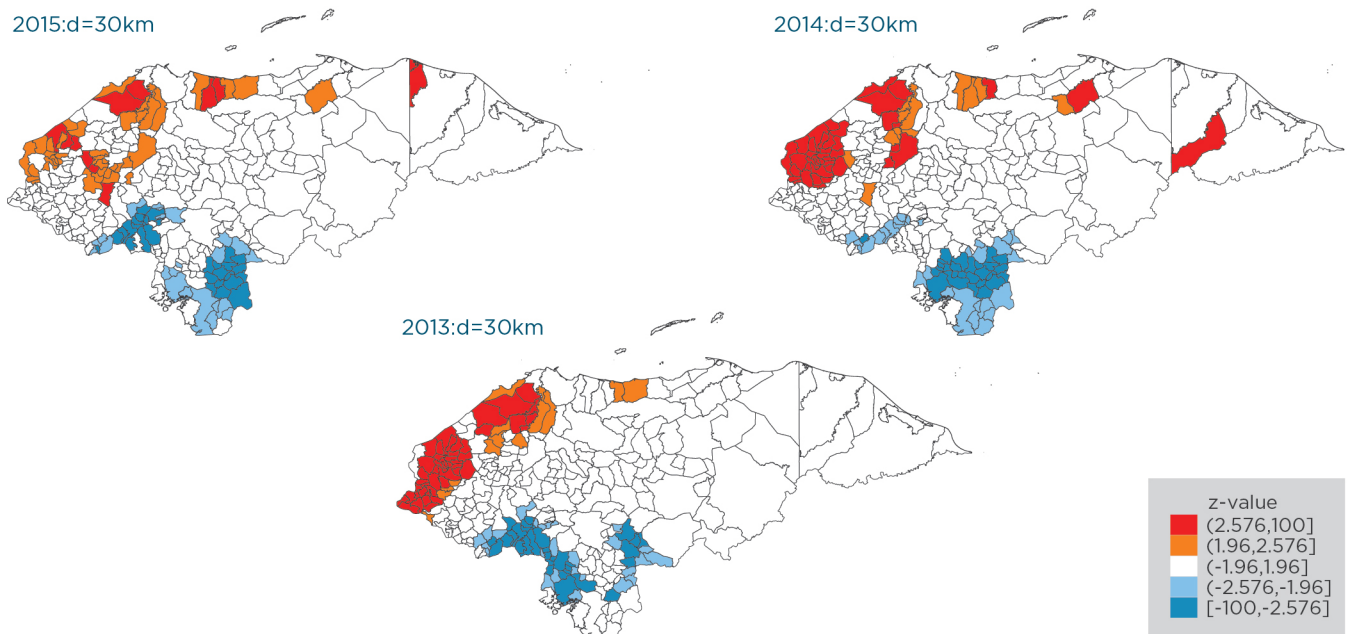 2015:d=30km
2014:d=30km
2013:d=30km
z-value
(2.576,100]
(1.96,2.576]
(-1.96,1.96]
(-2.576,-1.96]
[-100,-2.576]